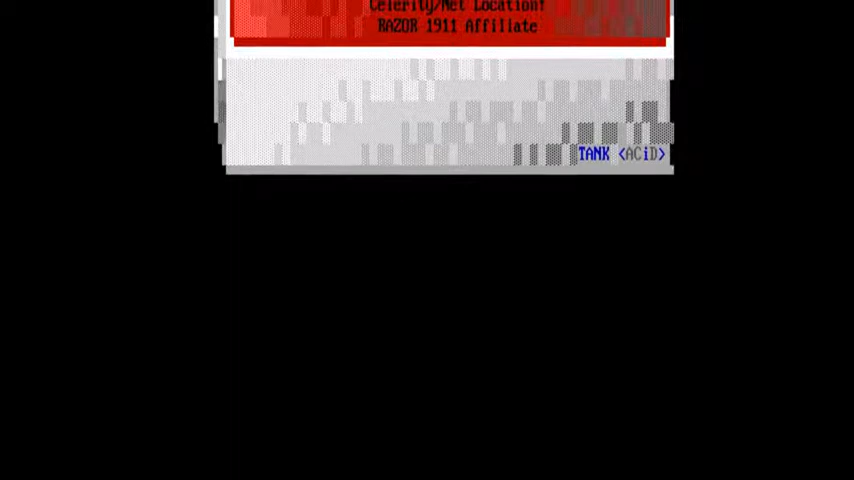 Celerity/Net Location!
RAZOR 1911 Affiliate
TANK <ACiD>